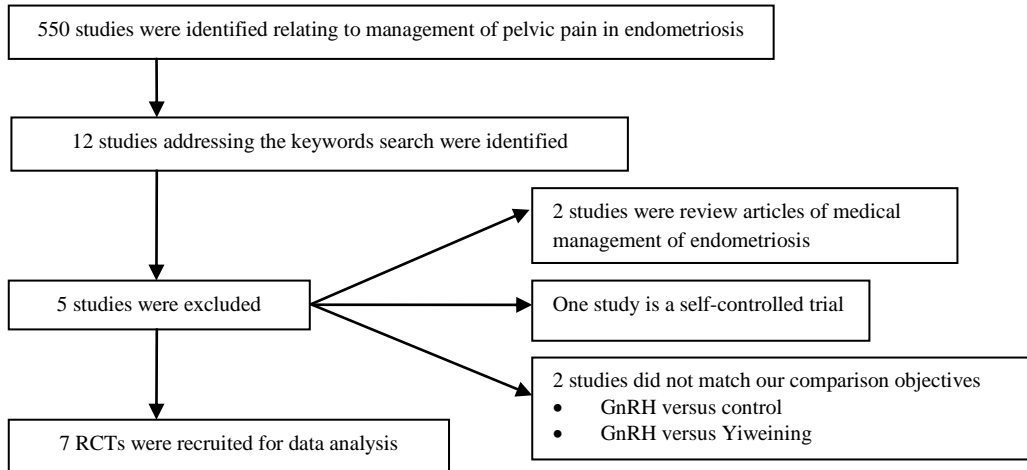 550 studies were identified relating to management of pelvic pain in endometriosis
12 studies addressing the keywords search were identified
2 studies were review articles of medical
management of endometriosis
5 studies were excluded
One study is a self-controlled trial
2 studies did not match our comparison objectives
• GnRH versus control
• GnRH versus Yiweining
7 RCTs were recruited for data analysis